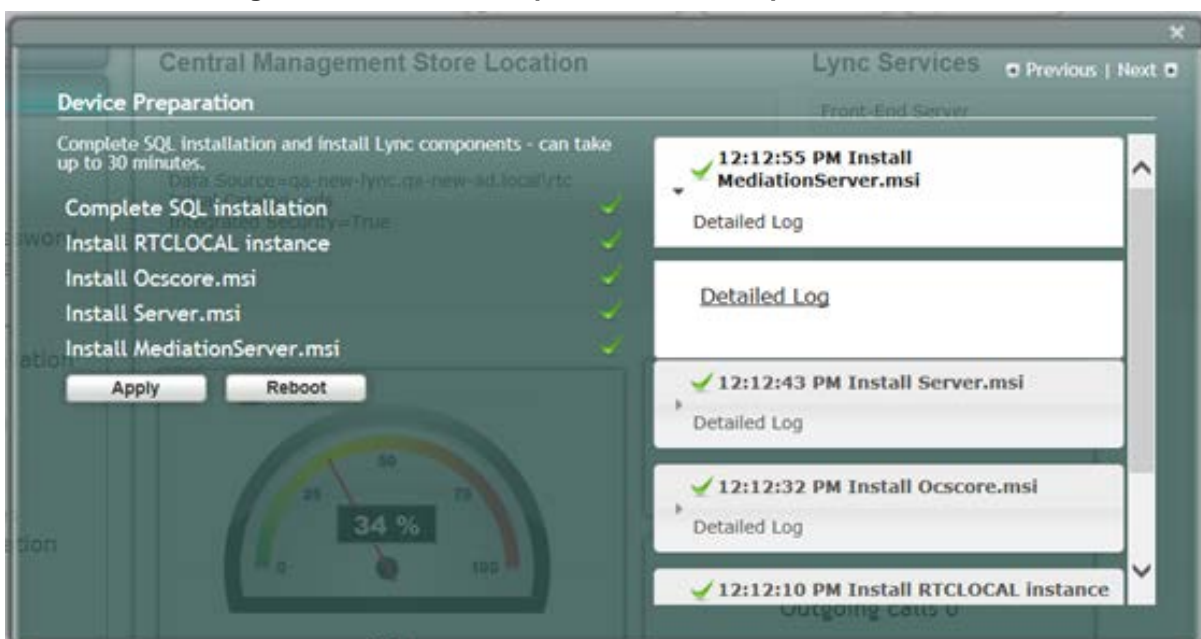 Central Management Store Location
Lync Services
Previous | Next
Device Preparation
Front-End Server
Complete SQL installation and install Lync components - can take
up to 30 minutes.
Data Source=qa-new-lync.qa-new-ad.local\rtc
Integrated Security=True
Complete SQL installation
Install RTCLOCAL instance
Install Ocscore.msi
Install Server.msi
Install MediationServer.msi
Apply
Reboot
12:12:55 PM Install
MediationServer.msi
Detailed Log
Detailed Log
12:12:43 PM Install Server.msi
Detailed Log
12:12:32 PM Install Ocscore.msi
Detailed Log
12:12:10 PM Install RTCLOCAL instance
50
25
75
34 %
0
100
Outgoing calls 0